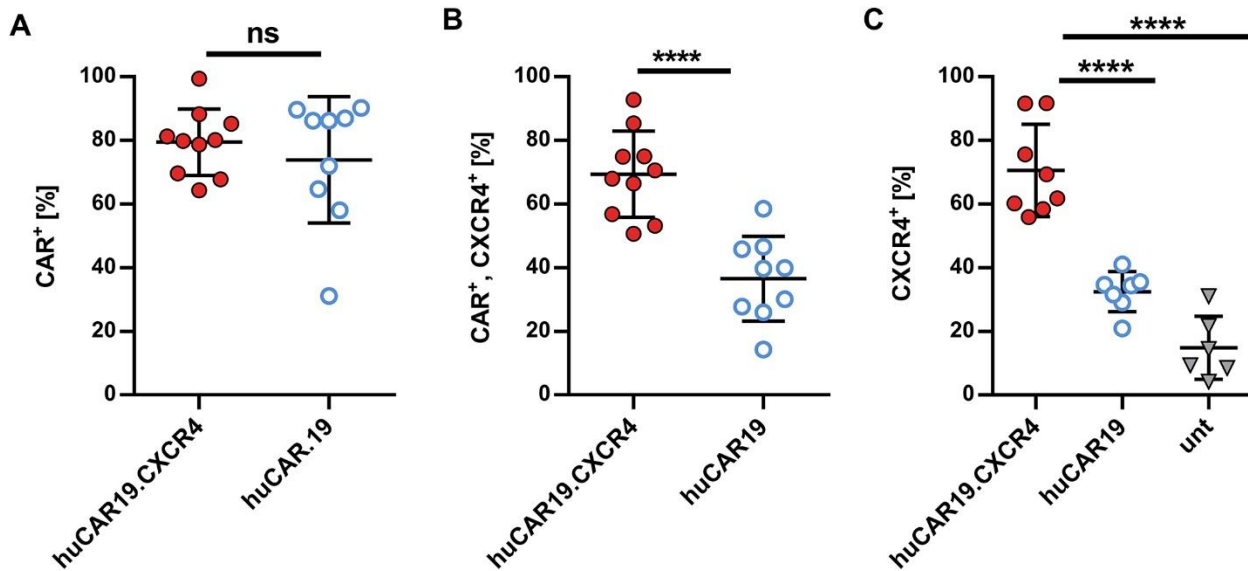 A
ns
CAR+ [%]
100
80
60
40
20
0
huCAR19.CXCR4
huCAR.19
B
****
CAR+, CXCR4+ [%]
100
80
60
40
20
0
huCAR19.CXCR4
huCAR19
C
****
****
CXCR4+ [%]
100
80
60
40
20
0
huCAR19.CXCR4
huCAR19
unt